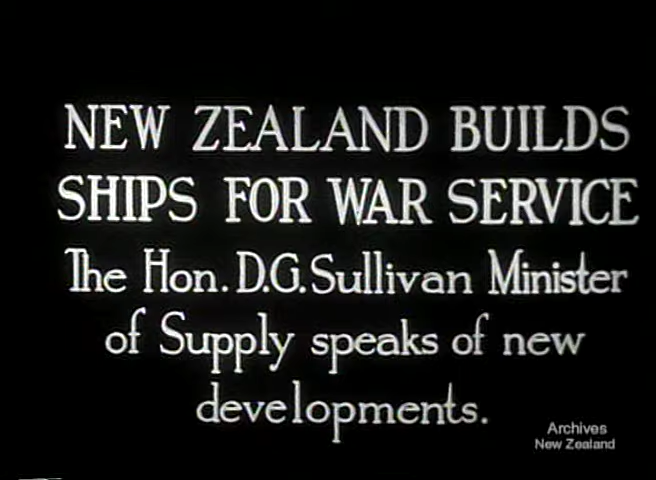 NEW ZEALAND BUILDS
SHIPS FOR WAR SERVICE
The Hon. D.G. Sullivan Minister
of Supply speaks of new
developments.
Archives
New Zealand